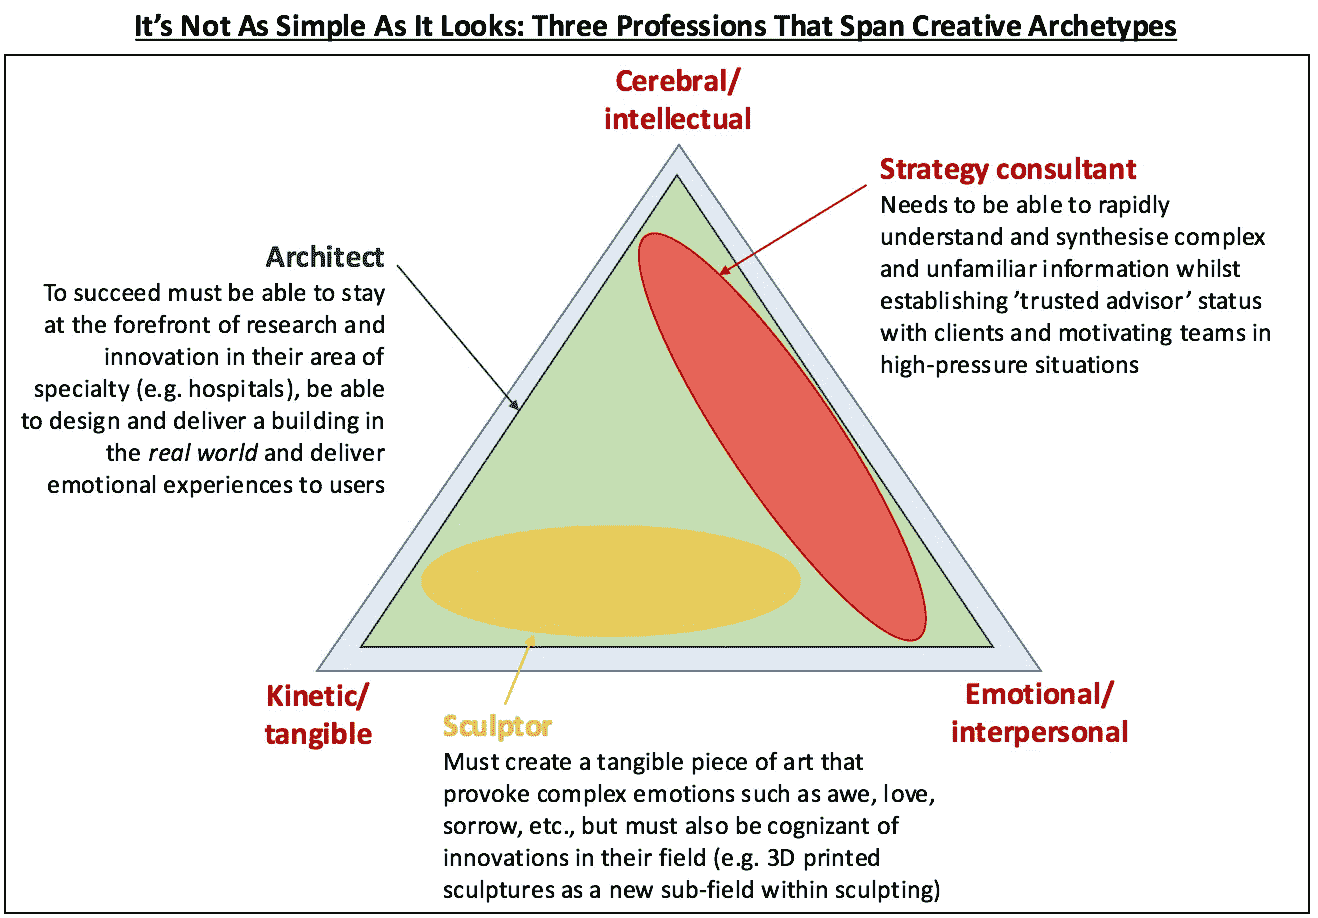 It's Not As Simple As It Looks: Three Professions That Span Creative Archetypes
Cerebral/
intellectual
Strategy consultant
Needs to be able to rapidly
understand and synthesise complex
and unfamiliar information whilst
establishing ’trusted advisor’ status
with clients and motivating teams in
high-pressure situations
Architect
To succeed must be able to stay
at the forefront of research and
innovation in their area of
specialty (e.g. hospitals), be able
to design and deliver a building in
the real world and deliver
emotional experiences to users
Kinetic/
tangible
Emotional/
interpersonal
Sculptor
Must create a tangible piece of art that
provoke complex emotions such as awe, love,
sorrow, etc., but must also be cognizant of
innovations in their field (e.g. 3D printed
sculptures as a new sub-field within sculpting)